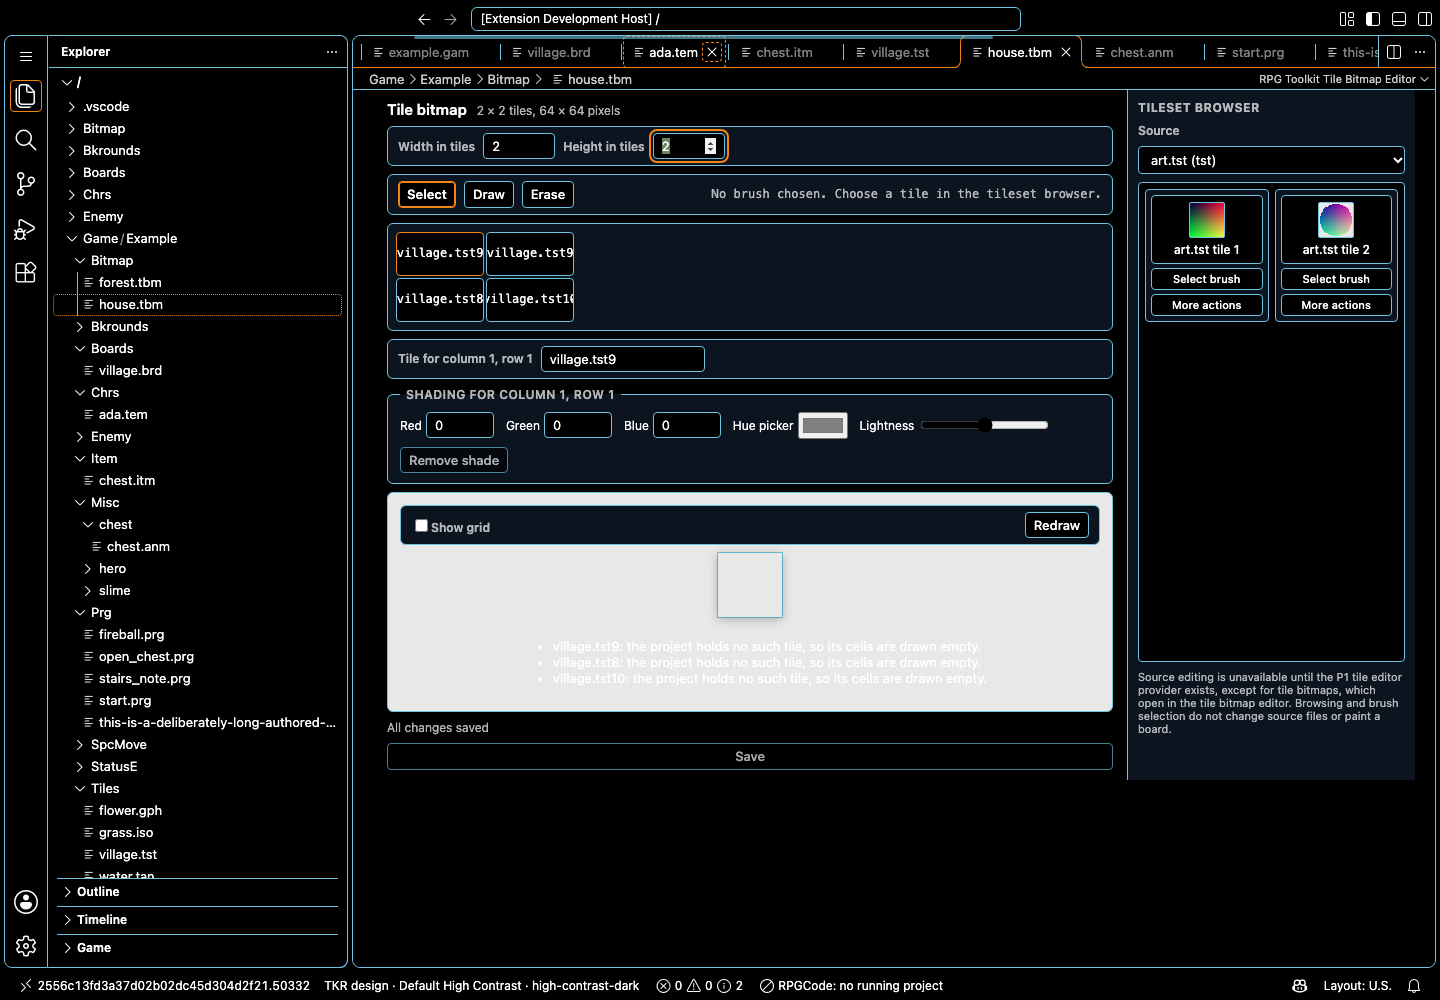 [Extension Development Host] /
Explorer
/
.vscode
Bitmap
Bkrounds
Boards
Chrs
Enemy
Game/Example
Bitmap
forest.tbm
house.tbm
Bkrounds
Boards
village.brd
Chrs
ada.tem
Enemy
Item
chest.itm
Misc
chest
chest.anm
hero
slime
Prg
fireball.prg
open_chest.prg
stairs_note.prg
start.prg
this-is-a-deliberately-long-authored-...
SpcMove
StatusE
Tiles
flower.gph
grass.iso
village.tst
water.tan
Outline
Timeline
Game
example.gam village.brd ada.tem chest.itm village.tst house.tbm chest.anm start.prg this-is
Game > Example > Bitmap > house.tbm
RPG Toolkit Tile Bitmap Editor
Tile bitmap 2 × 2 tiles, 64 × 64 pixels
Width in tiles 2 Height in tiles 2
Select Draw Erase No brush chosen. Choose a tile in the tileset browser.
village.tst9 village.tst9
village.tst8 village.tst10
Tile for column 1, row 1 village.tst9
SHADING FOR COLUMN 1, ROW 1
Red 0 Green 0 Blue 0 Hue picker Lightness
Remove shade
Show grid Redraw
village.tst9: the project holds no such tile, so its cells are drawn empty.
village.tst8: the project holds no such tile, so its cells are drawn empty.
village.tst10: the project holds no such tile, so its cells are drawn empty.
All changes saved
Save
TILESET BROWSER
Source
art.tst (tst)
art.tst tile 1 art.tst tile 2
Select brush Select brush
More actions More actions
Source editing is unavailable until the P1 tile editor
provider exists, except for tile bitmaps, which
open in the tile bitmap editor. Browsing and brush
selection do not change source files or paint a
board.
2556c13fd3a37d02b02dc45d304d2f21.50332 TKR design · Default High Contrast · high-contrast-dark 0 0 2 RPGCode: no running project Layout: U.S.